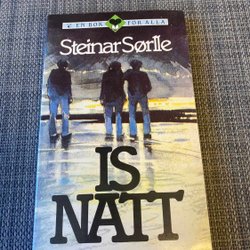 EN BOK FÖR ALLA
Steinar Sørlle
IS
NATT